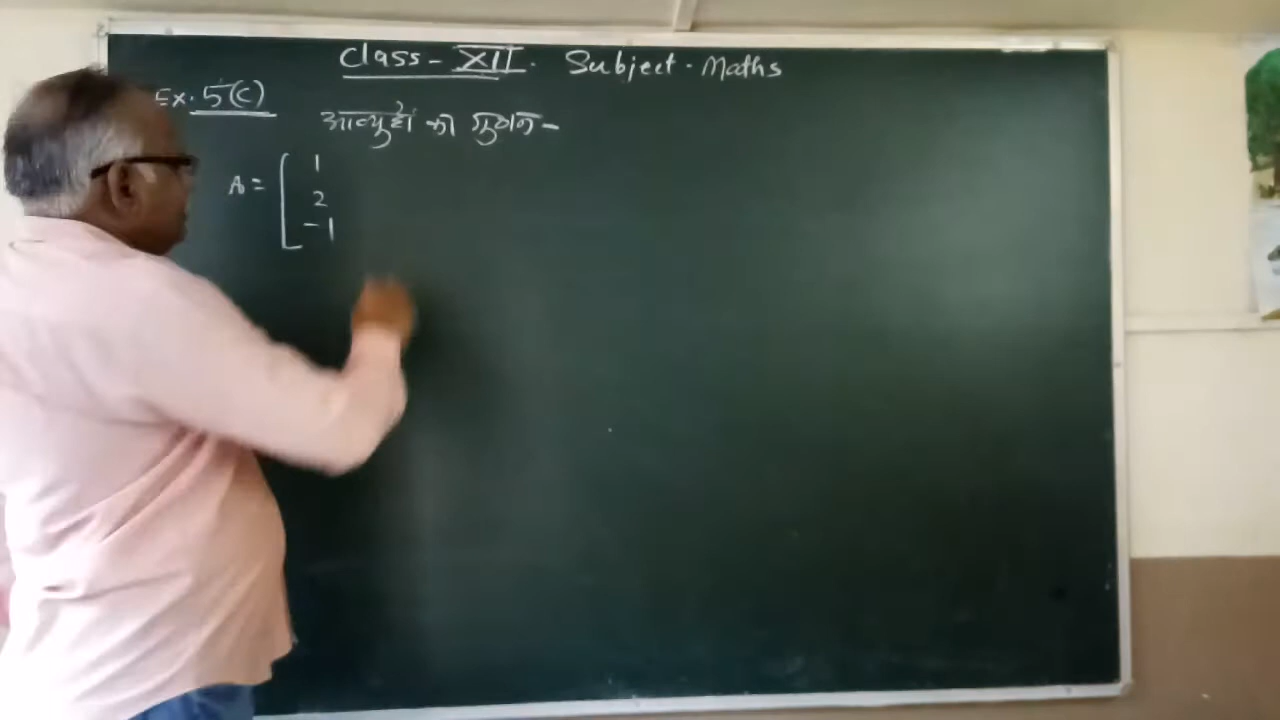 Class - XII. Subject. Maths
Ex. 5(C)
आव्यूहों का गुणन -
A = [ 1
2
-1